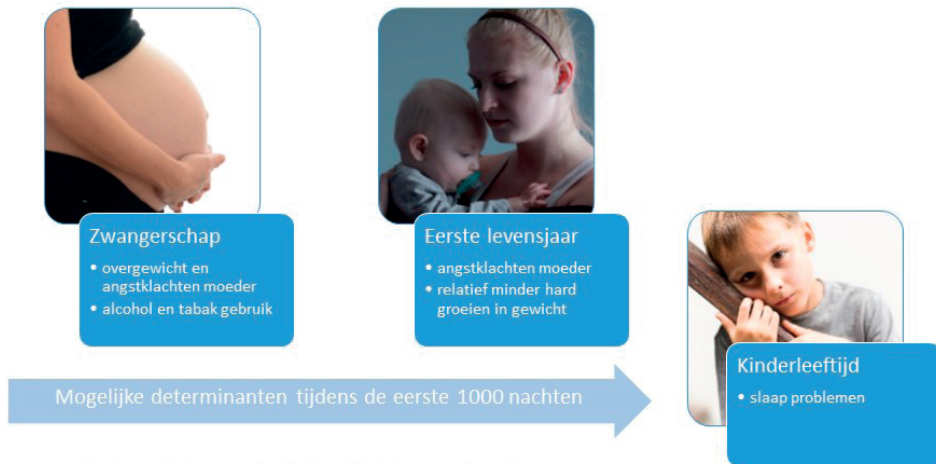 Zwangerschap
• overgewicht en
angstklachten moeder
• alcohol en tabak gebruik
Eerste levensjaar
• angstklachten moeder
• relatief minder hard
groeien in gewicht
Kinderleeftijd
• slaap problemen
Mogelijke determinanten tijdens de eerste 1000 nachten